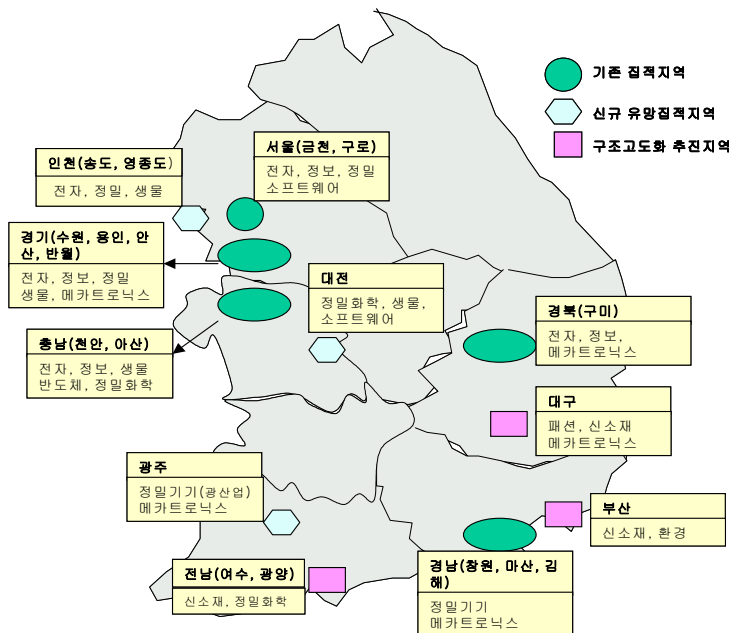 기존 집적지역
신규 유망집적지역
구조고도화 추진지역
인천(송도, 영종도)
전자, 정밀, 생물
서울(금천, 구로)
전자, 정보, 정밀
소프트웨어
경기(수원, 용인, 안
산, 반월)
전자, 정보, 정밀
생물, 메카트로닉스
대전
정밀화학, 생물,
소프트웨어
경북(구미)
전자, 정보,
메카트로닉스
충남(천안, 아산)
전자, 정보, 생물
반도체, 정밀화학
대구
패션, 신소재
메카트로닉스
광주
정밀기기(광산업)
메카트로닉스
부산
신소재, 환경
전남(여수, 광양)
신소재, 정밀화학
경남(창원, 마산, 김
해)
정밀기기
메카트로닉스